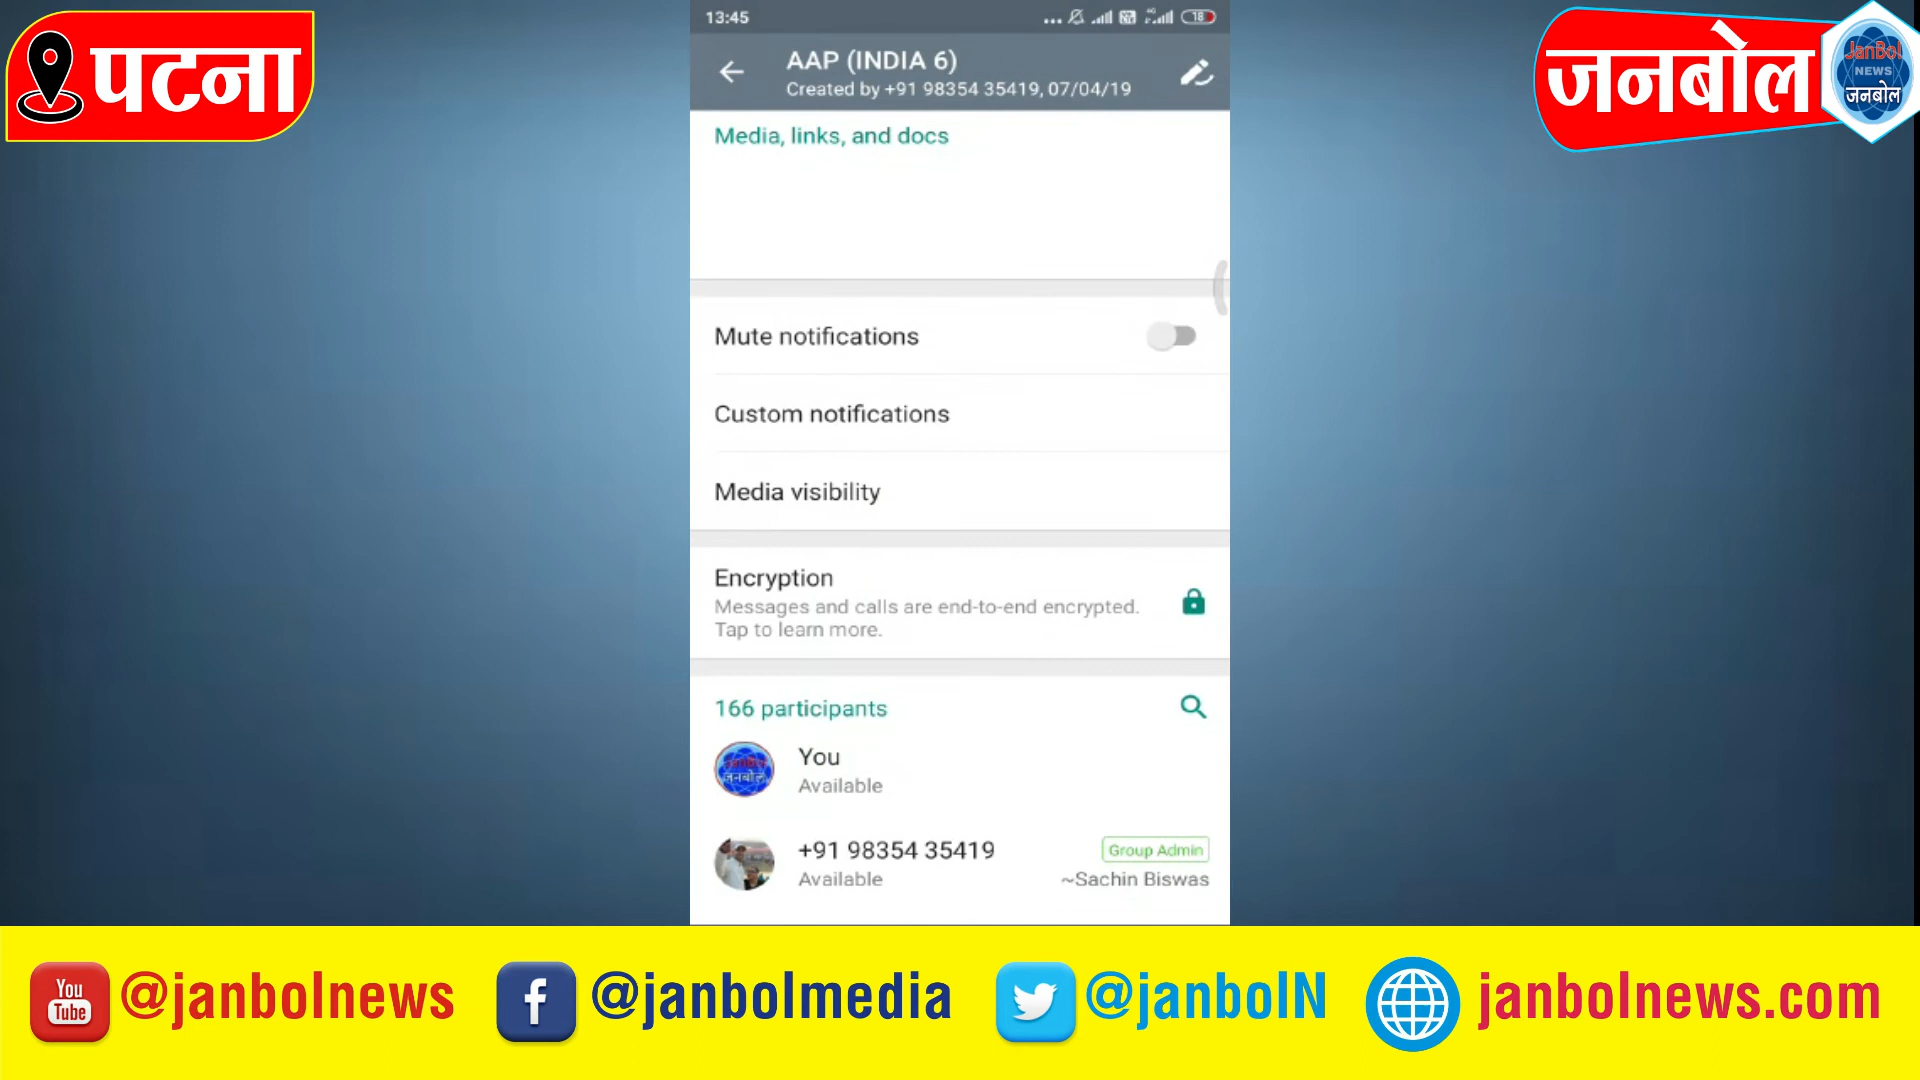 पटना
13:45
18
AAP (INDIA 6)
Created by +91 98354 35419, 07/04/19
जनबोल
JanBol
NEWS
जनबोल
Media, links, and docs
Mute notifications
Custom notifications
Media visibility
Encryption
Messages and calls are end-to-end encrypted.
Tap to learn more.
166 participants
जनबोल
You
Available
+91 98354 35419
Group Admin
Available
~Sachin Biswas
You
Tube
@janbolnews
f
@janbolmedia
@janbolN
janbolnews.com